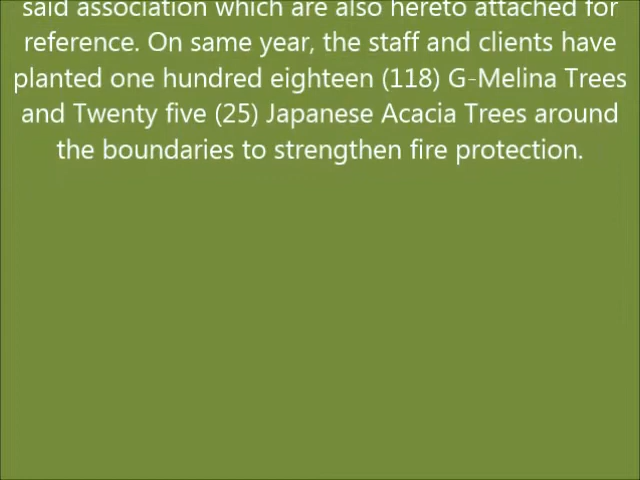 said association which are also hereto attached for
reference. On same year, the staff and clients have
planted one hundred eighteen (118) G-Melina Trees
and Twenty five (25) Japanese Acacia Trees around
the boundaries to strengthen fire protection.